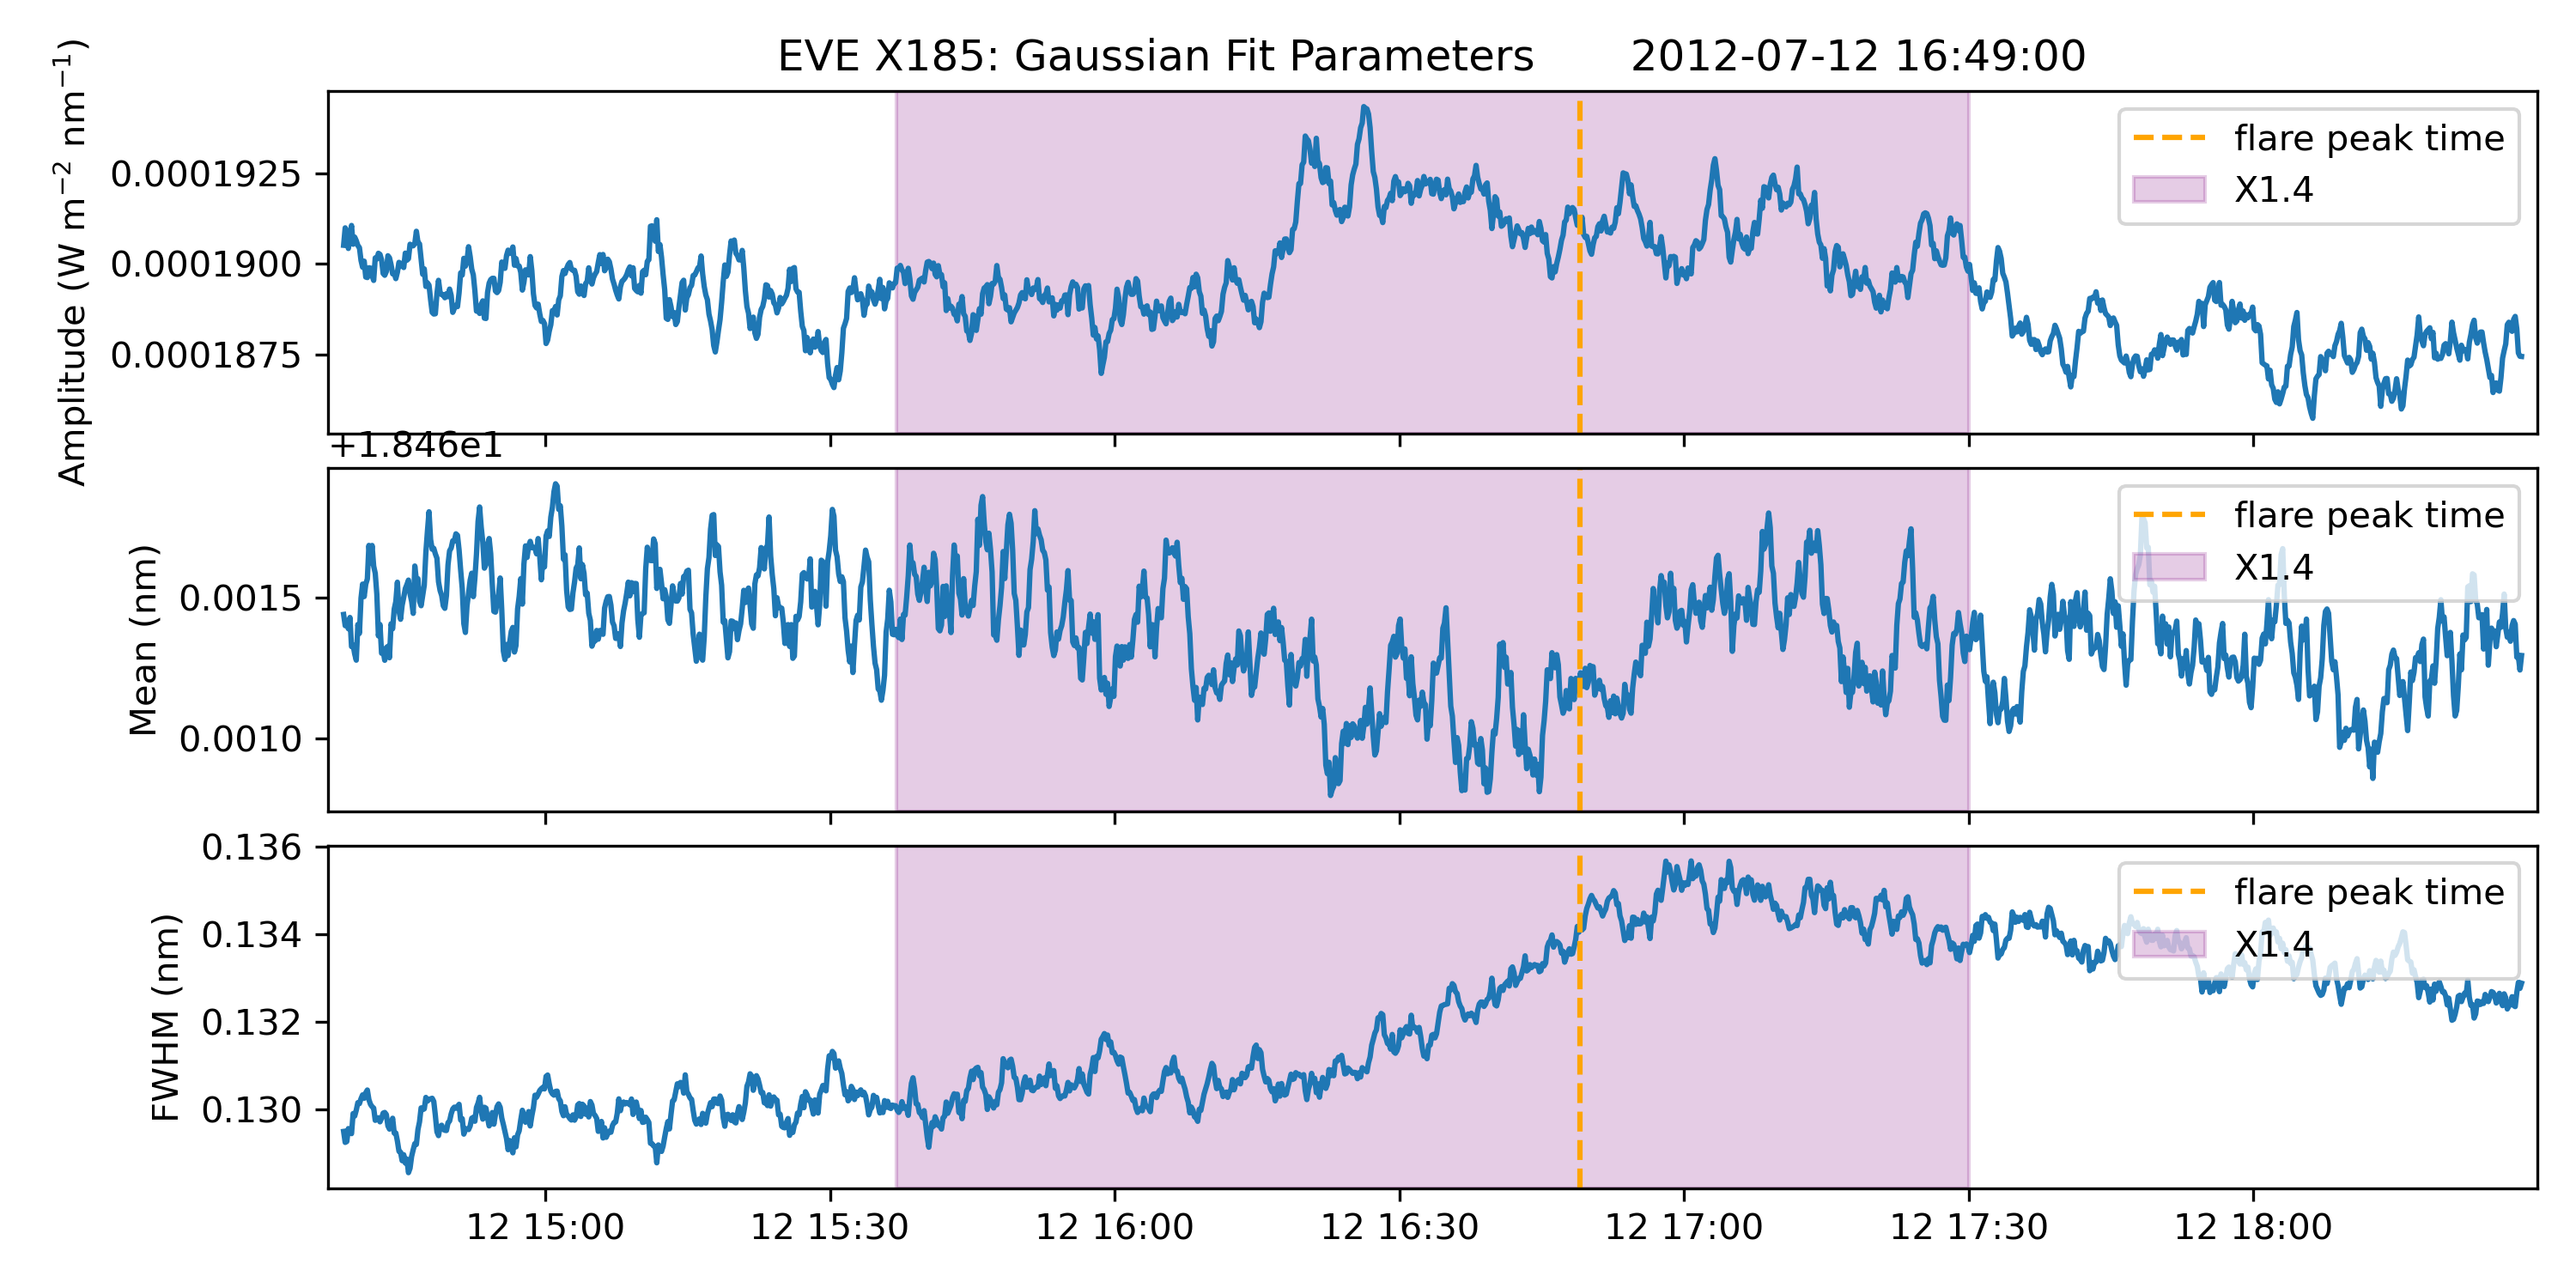 EVE X185: Gaussian Fit Parameters 2012-07-12 16:49:00
Amplitude (W m⁻² nm⁻¹)
0.0001925
0.0001900
0.0001875
flare peak time
X1.4
+1.846e1
Mean (nm)
0.0015
0.0010
flare peak time
X1.4
FWHM (nm)
0.136
0.134
0.132
0.130
flare peak time
X1.4
12 15:00 12 15:30 12 16:00 12 16:30 12 17:00 12 17:30 12 18:00